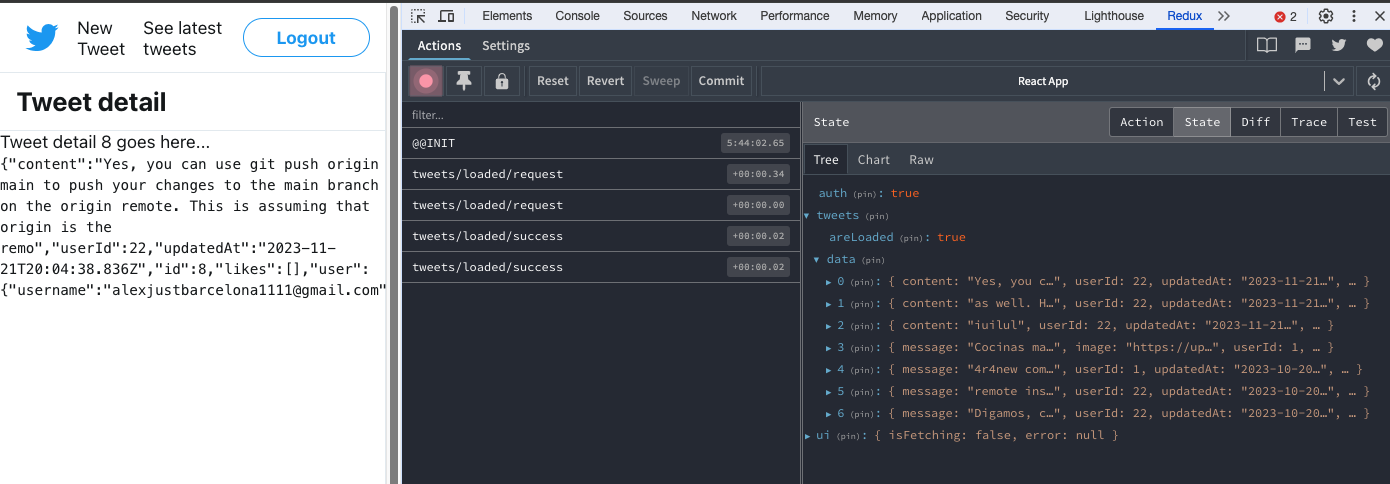 New Tweet
See latest tweets
Logout
Tweet detail
Tweet detail 8 goes here...
{"content":"Yes, you can use git push origin
main to push your changes to the main branch
on the origin remote. This is assuming that
origin is the
remo","userId":22,"updatedAt":"2023-11-
21T20:04:38.836Z","id":8,"likes":[],"user":
{"username":"alexjustbarcelona1111@gmail.com"
Elements Console Sources Network Performance Memory Application Security Lighthouse Redux 2
Actions Settings
Reset Revert Sweep Commit React App
filter...
@@INIT 5:44:02.65
tweets/loaded/request +00:00.34
tweets/loaded/request +00:00.00
tweets/loaded/success +00:00.02
tweets/loaded/success +00:00.02
State Action State Diff Trace Test
Tree Chart Raw
auth (pin): true
tweets (pin)
areLoaded (pin): true
data (pin)
0 (pin): { content: "Yes, you c…", userId: 22, updatedAt: "2023-11-21…", … }
1 (pin): { content: "as well. H…", userId: 22, updatedAt: "2023-11-21…", … }
2 (pin): { content: "iuilul", userId: 22, updatedAt: "2023-11-21…", … }
3 (pin): { message: "Cocinas ma…", image: "https://up…", userId: 1, … }
4 (pin): { message: "4r4new com…", userId: 1, updatedAt: "2023-10-20…", … }
5 (pin): { message: "remote ins…", userId: 22, updatedAt: "2023-10-20…", … }
6 (pin): { message: "Digamos, c…", userId: 22, updatedAt: "2023-10-20…", … }
ui (pin): { isFetching: false, error: null }